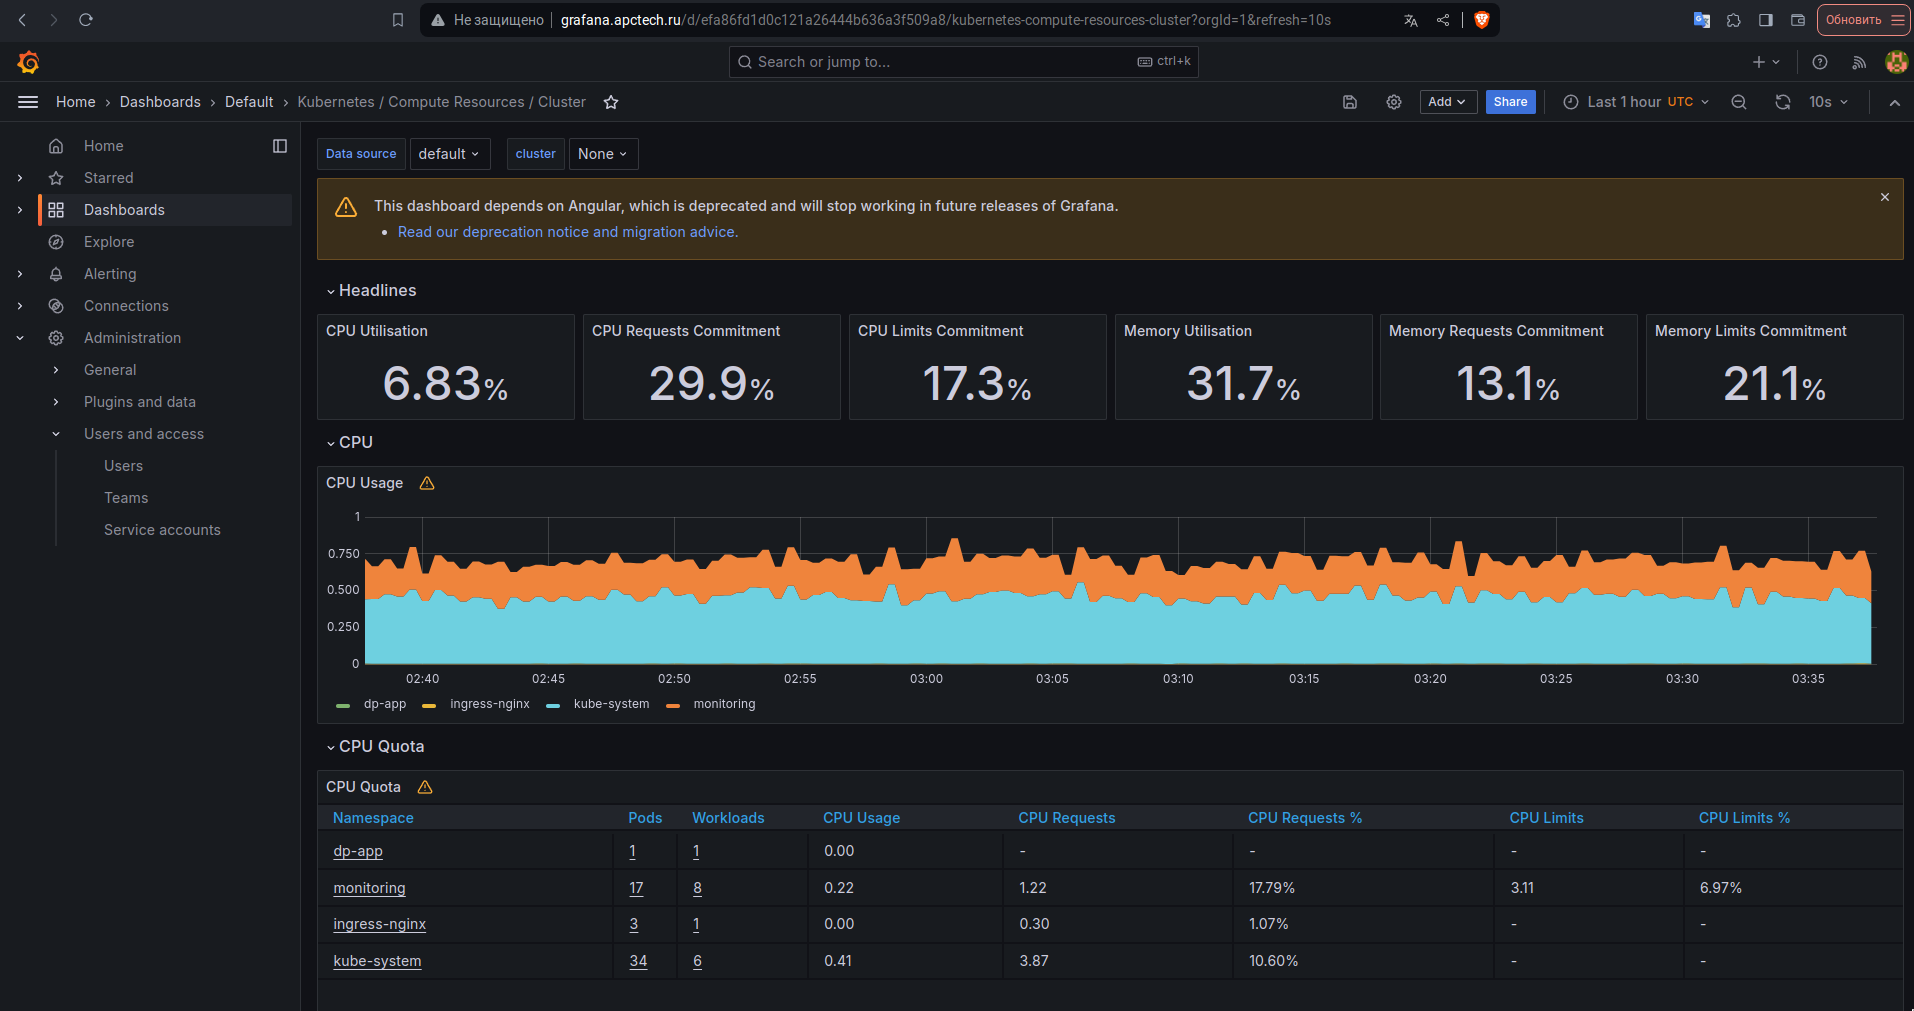 Не защищено grafana.apctech.ru/d/efa86fd1d0c121a26444b636a3f509a8/kubernetes-compute-resources-cluster?orgId=1&refresh=10s Обновить
Search or jump to... ctrl+k
Home › Dashboards › Default › Kubernetes / Compute Resources / Cluster Add Share Last 1 hour UTC 10s
Home
Starred
Dashboards
Explore
Alerting
Connections
Administration
General
Plugins and data
Users and access
Users
Teams
Service accounts
Data source default cluster None
This dashboard depends on Angular, which is deprecated and will stop working in future releases of Grafana.
• Read our deprecation notice and migration advice.
Headlines
CPU Utilisation CPU Requests Commitment CPU Limits Commitment Memory Utilisation Memory Requests Commitment Memory Limits Commitment
6.83% 29.9% 17.3% 31.7% 13.1% 21.1%
CPU
CPU Usage
1
0.750
0.500
0.250
0
02:40 02:45 02:50 02:55 03:00 03:05 03:10 03:15 03:20 03:25 03:30 03:35
dp-app ingress-nginx kube-system monitoring
CPU Quota
CPU Quota
Namespace Pods Workloads CPU Usage CPU Requests CPU Requests % CPU Limits CPU Limits %
dp-app 1 1 0.00 - - - -
monitoring 17 8 0.22 1.22 17.79% 3.11 6.97%
ingress-nginx 3 1 0.00 0.30 1.07% - -
kube-system 34 6 0.41 3.87 10.60% - -